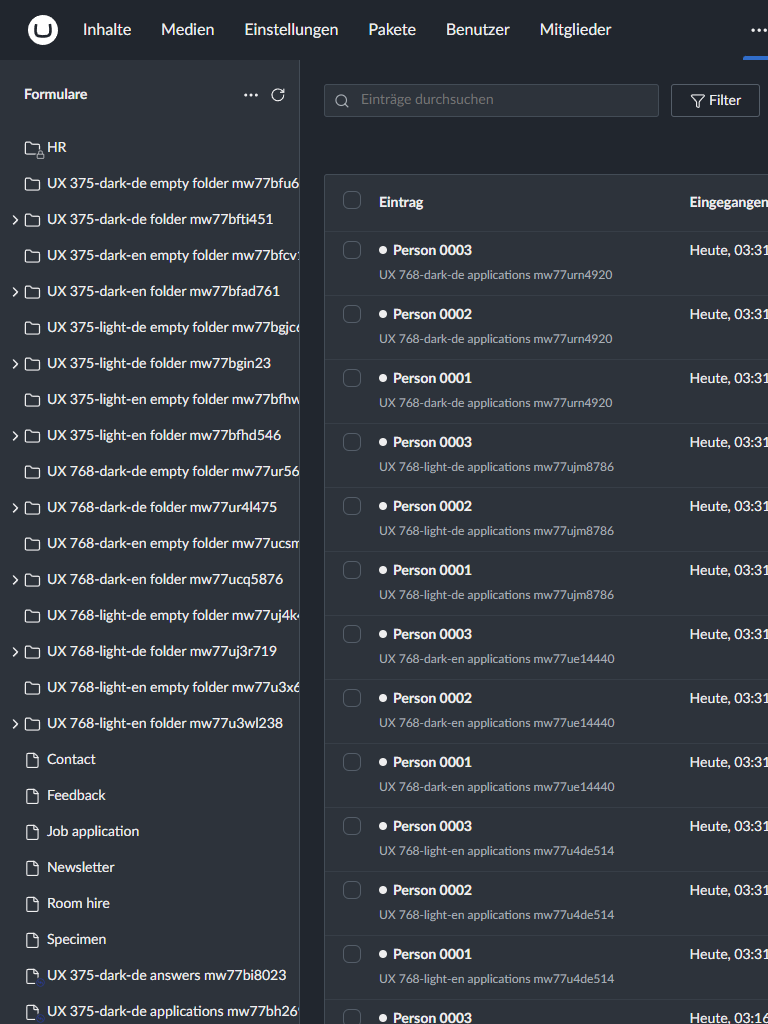 Inhalte Medien Einstellungen Pakete Benutzer Mitglieder
Formulare
HR
UX 375-dark-de empty folder mw77bfu6
UX 375-dark-de folder mw77bfti451
UX 375-dark-en empty folder mw77bfcv
UX 375-dark-en folder mw77bfad761
UX 375-light-de empty folder mw77bgjc
UX 375-light-de folder mw77bgin23
UX 375-light-en empty folder mw77bfhw
UX 375-light-en folder mw77bfhd546
UX 768-dark-de empty folder mw77ur56
UX 768-dark-de folder mw77ur4l475
UX 768-dark-en empty folder mw77ucsm
UX 768-dark-en folder mw77ucq5876
UX 768-light-de empty folder mw77uj4k
UX 768-light-de folder mw77uj3r719
UX 768-light-en empty folder mw77u3x6
UX 768-light-en folder mw77u3wl238
Contact
Feedback
Job application
Newsletter
Room hire
Specimen
UX 375-dark-de answers mw77bi8023
UX 375-dark-de applications mw77bh26
Einträge durchsuchen
Filter
Eintrag Eingegangen
Person 0003 Heute, 03:31
UX 768-dark-de applications mw77urn4920
Person 0002 Heute, 03:31
UX 768-dark-de applications mw77urn4920
Person 0001 Heute, 03:31
UX 768-dark-de applications mw77urn4920
Person 0003 Heute, 03:31
UX 768-light-de applications mw77ujm8786
Person 0002 Heute, 03:31
UX 768-light-de applications mw77ujm8786
Person 0001 Heute, 03:31
UX 768-light-de applications mw77ujm8786
Person 0003 Heute, 03:31
UX 768-dark-en applications mw77ue14440
Person 0002 Heute, 03:31
UX 768-dark-en applications mw77ue14440
Person 0001 Heute, 03:31
UX 768-dark-en applications mw77ue14440
Person 0003 Heute, 03:31
UX 768-light-en applications mw77u4de514
Person 0002 Heute, 03:31
UX 768-light-en applications mw77u4de514
Person 0001 Heute, 03:31
UX 768-light-en applications mw77u4de514
Person 0003 Heute, 03:16